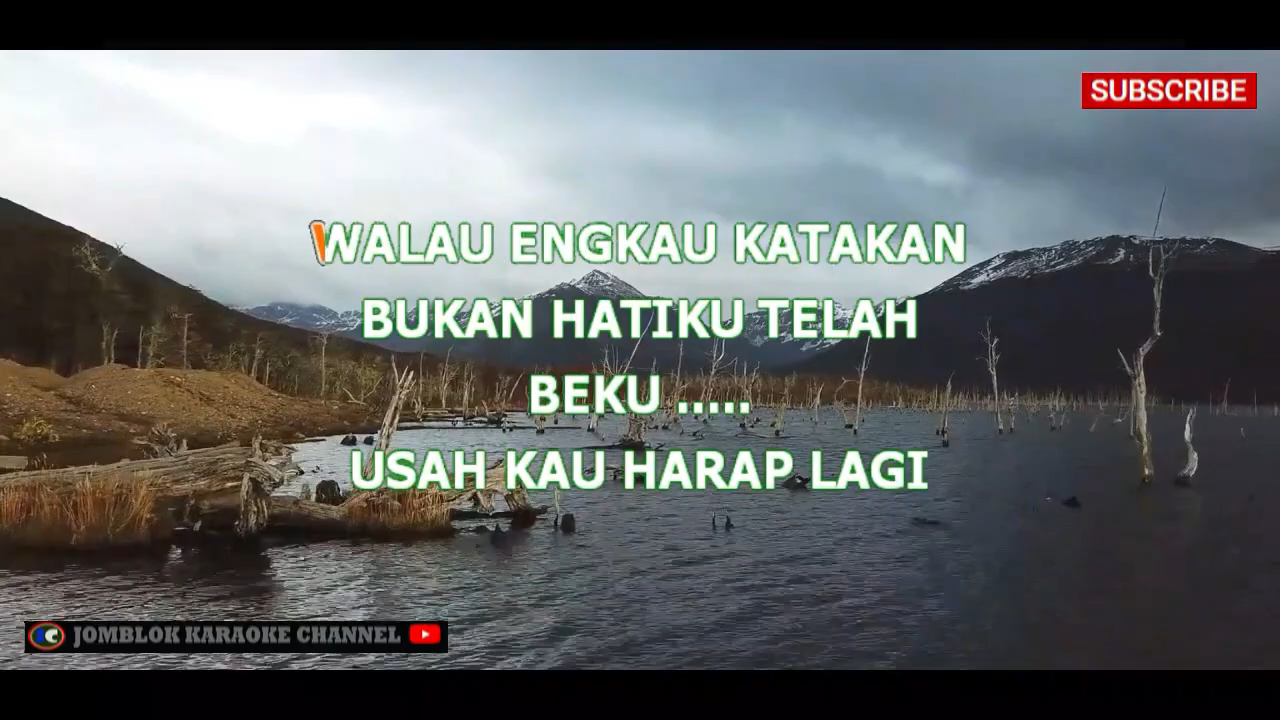 SUBSCRIBE
WALAU ENGKAU KATAKAN
BUKAN HATIKU TELAH
BEKU .....
USAH KAU HARAP LAGI
JOMBLOK KARAOKE CHANNEL